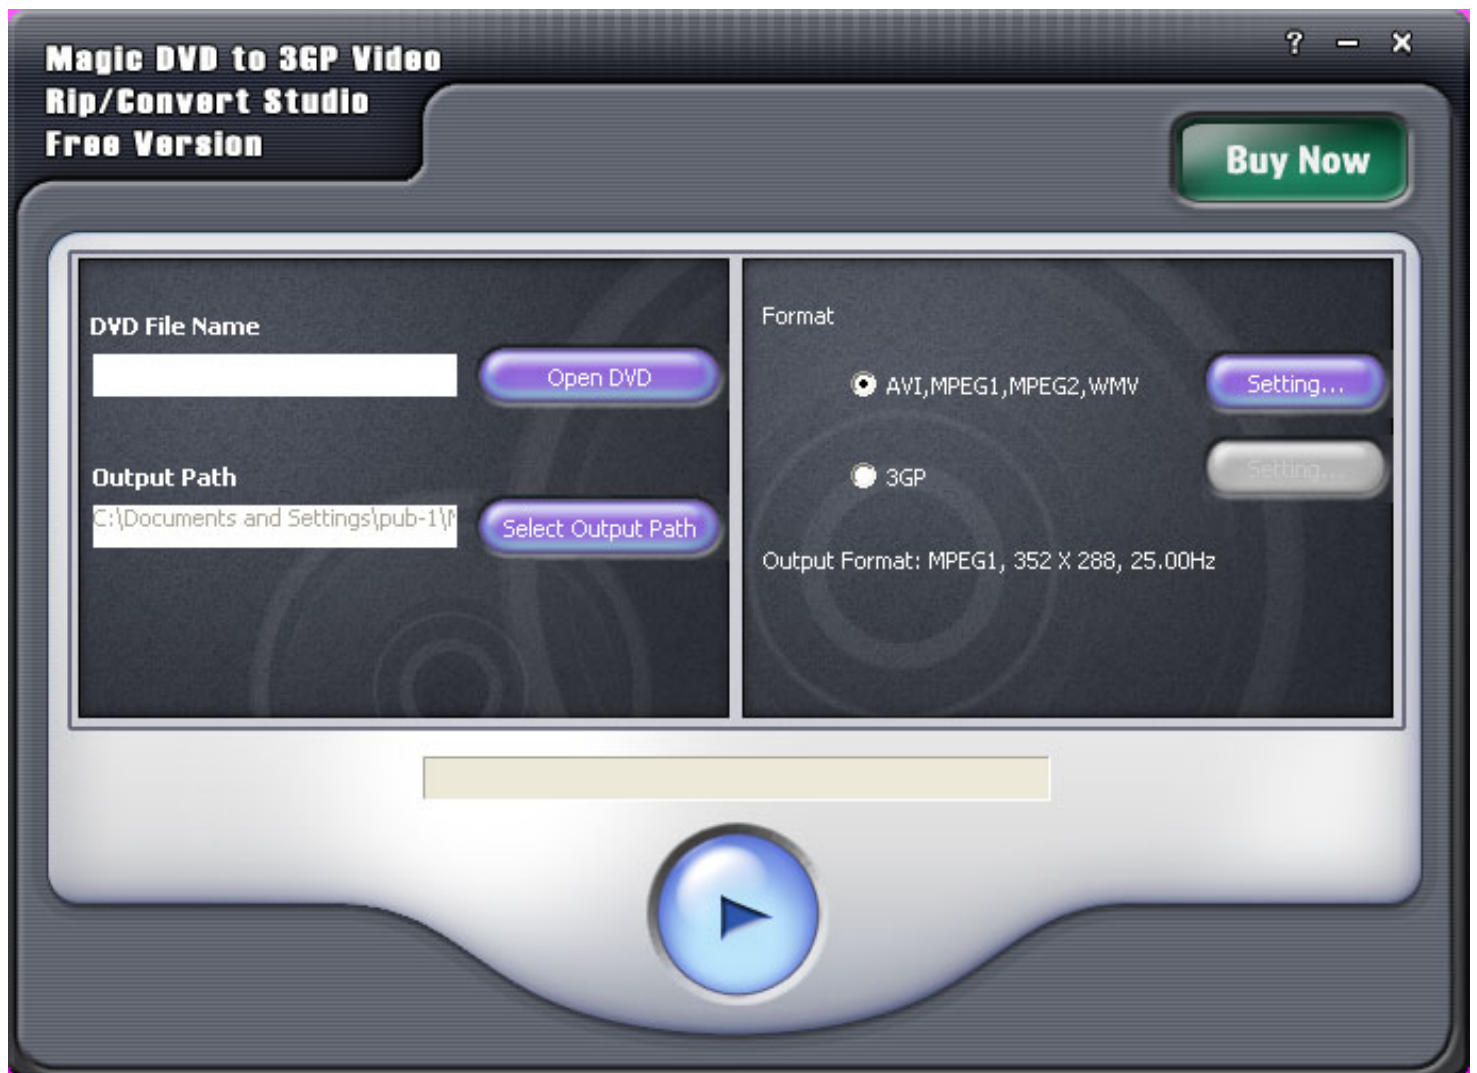 Magic DVD to 3GP Video
Rip/Convert Studio
Free Version
? – X
Buy Now
DVD File Name
Open DVD
Output Path
C:\Documents and Settings\pub-1\
Select Output Path
Format
AVI,MPEG1,MPEG2,WMV
Setting...
3GP
Setting...
Output Format: MPEG1, 352 X 288, 25.00Hz